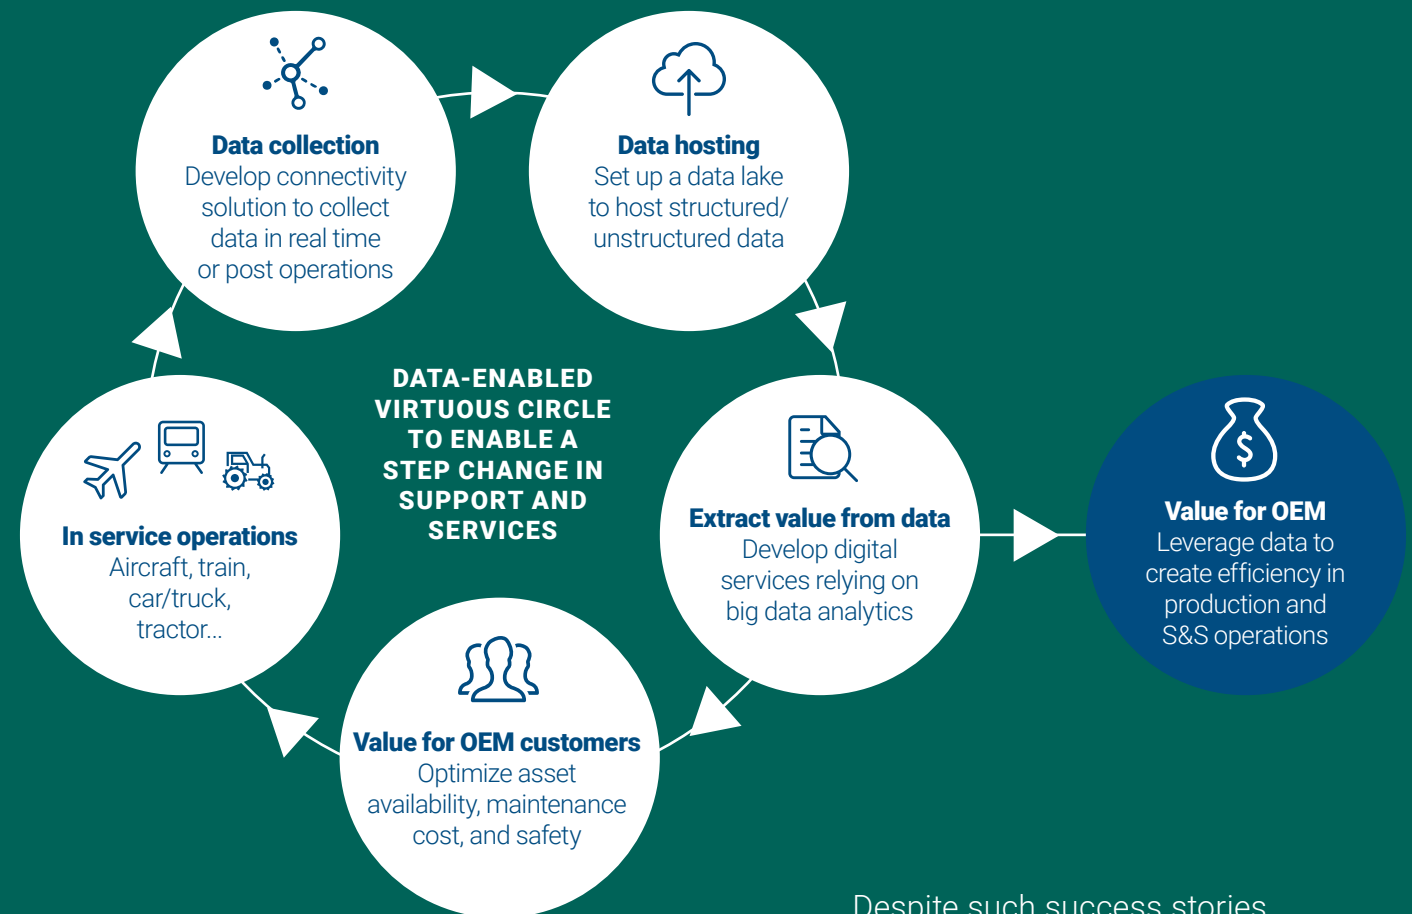 Data collection
Develop connectivity
solution to collect
data in real time
or post operations
Data hosting
Set up a data lake
to host structured/
unstructured data
DATA-ENABLED
VIRTUOUS CIRCLE
TO ENABLE A
STEP CHANGE IN
SUPPORT AND
SERVICES
In service operations
Aircraft, train,
car/truck,
tractor...
Extract value from data
Develop digital
services relying on
big data analytics
$
Value for OEM
Leverage data to
create efficiency in
production and
S&S operations
Value for OEM customers
Optimize asset
availability, maintenance
cost, and safety
Despite such success stories